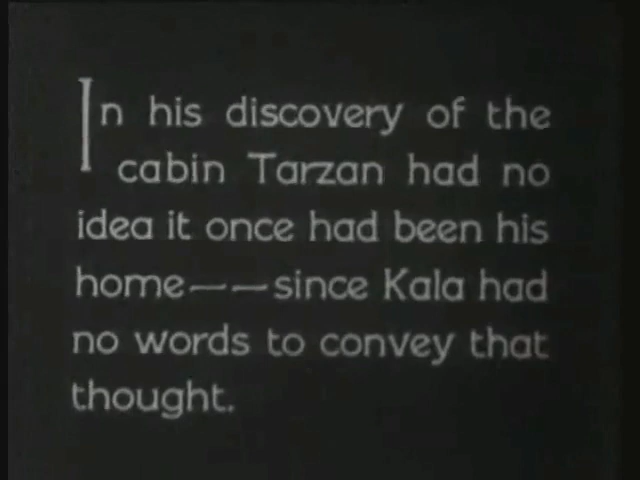 In his discovery of the
cabin Tarzan had no
idea it once had been his
home——since Kala had
no words to convey that
thought.